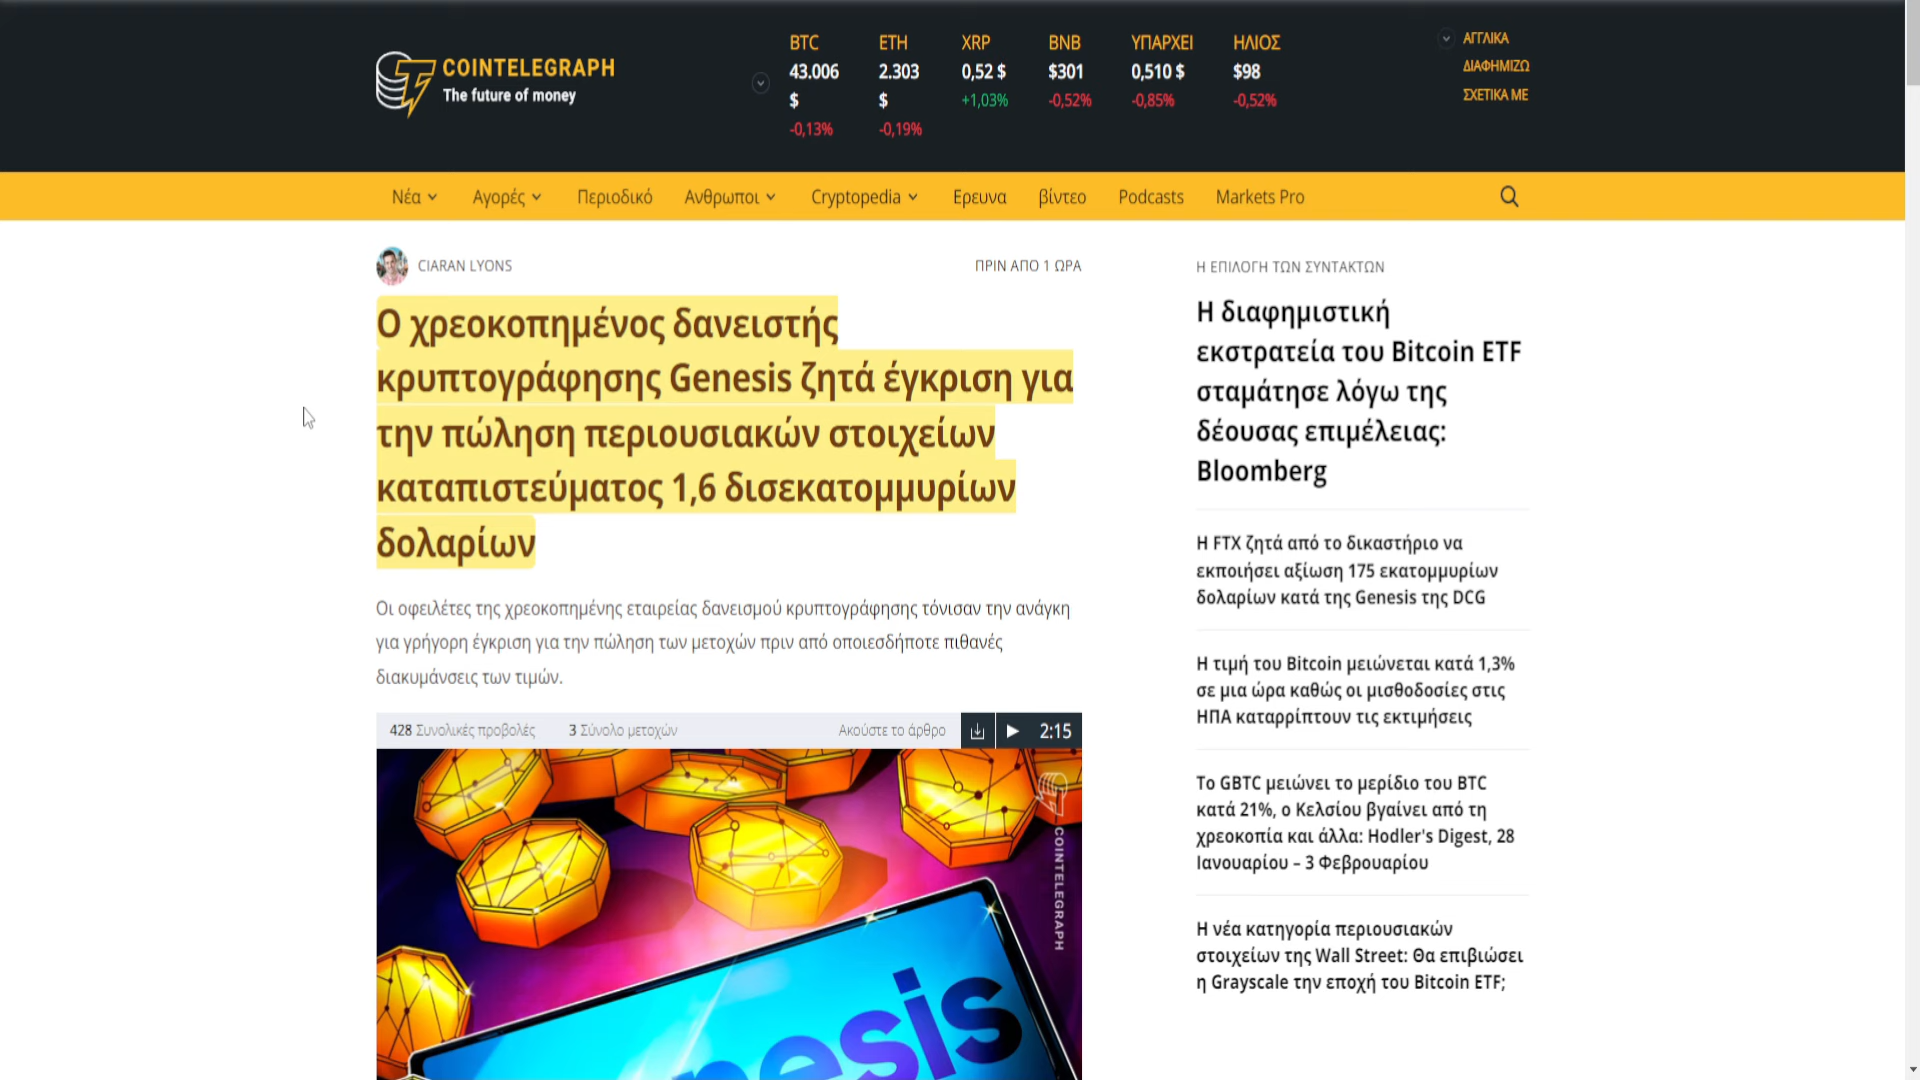 COINTELEGRAPH
The future of money
BTC
43.006
$
-0,13%
ETH
2.303
$
-0,19%
XRP
0,52 $
+1,03%
BNB
$301
-0,52%
ΥΠΑΡΧΕΙ
0,510 $
-0,85%
ΗΛΙΟΣ
$98
-0,52%
ΑΓΓΛΙΚΑ
ΔΙΑΦΗΜΙΖΩ
ΣΧΕΤΙΚΑ ΜΕ
Νέα Αγορές Περιοδικό Ανθρωποι Cryptopedia Ερευνα βίντεο Podcasts Markets Pro
CIARAN LYONS ΠΡΙΝ ΑΠΟ 1 ΩΡΑ
Ο χρεοκοπημένος δανειστής
κρυπτογράφησης Genesis ζητά έγκριση για
την πώληση περιουσιακών στοιχείων
καταπιστεύματος 1,6 δισεκατομμυρίων
δολαρίων
Οι οφειλέτες της χρεοκοπημένης εταιρείας δανεισμού κρυπτογράφησης τόνισαν την ανάγκη
για γρήγορη έγκριση για την πώληση των μετοχών πριν από οποιεσδήποτε πιθανές
διακυμάνσεις των τιμών.
428 Συνολικές προβολές 3 Σύνολο μετοχών Ακούστε το άρθρο 2:15
COINTELEGRAPH
nesis
Η ΕΠΙΛΟΓΗ ΤΩΝ ΣΥΝΤΑΚΤΩΝ
Η διαφημιστική
εκστρατεία του Bitcoin ETF
σταμάτησε λόγω της
δέουσας επιμέλειας:
Bloomberg
Η FTX ζητά από το δικαστήριο να
εκποιήσει αξίωση 175 εκατομμυρίων
δολαρίων κατά της Genesis της DCG
Η τιμή του Bitcoin μειώνεται κατά 1,3%
σε μια ώρα καθώς οι μισθοδοσίες στις
ΗΠΑ καταρρίπτουν τις εκτιμήσεις
Το GBTC μειώνει το μερίδιο του BTC
κατά 21%, ο Κελσίου βγαίνει από τη
χρεοκοπία και άλλα: Hodler's Digest, 28
Ιανουαρίου – 3 Φεβρουαρίου
Η νέα κατηγορία περιουσιακών
στοιχείων της Wall Street: Θα επιβιώσει
η Grayscale την εποχή του Bitcoin ETF;